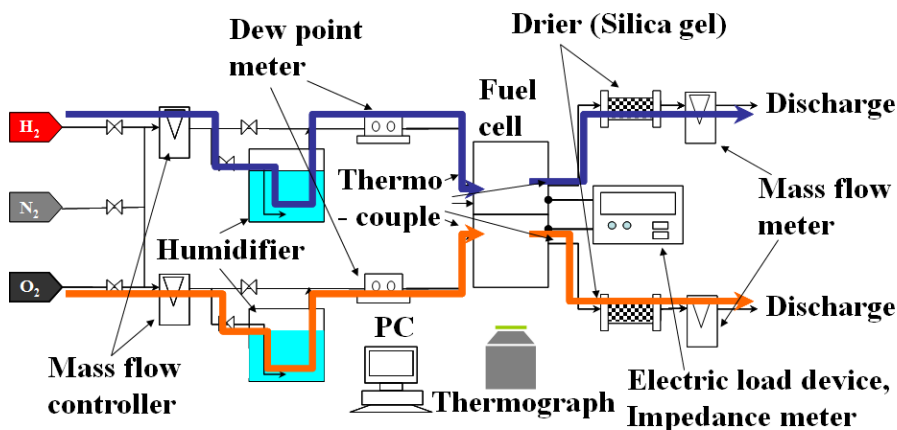 Dew point
meter
Drier (Silica gel)
Fuel
cell
Discharge
H2
Thermo
- couple
Mass flow
meter
N2
Humidifier
O2
Discharge
PC
Mass flow
controller
Thermograph
Electric load device,
Impedance meter